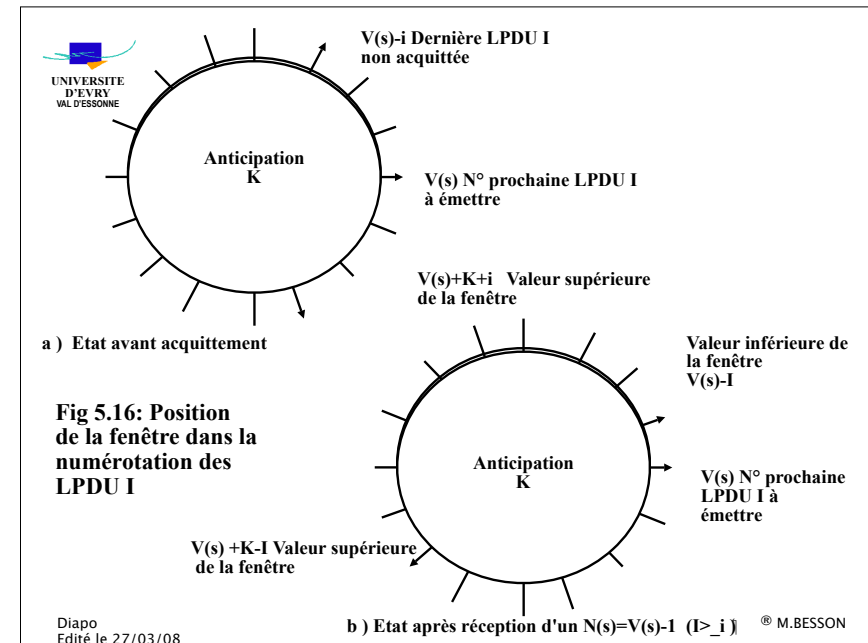 V(s)-i Dernière LPDU I
non acquittée
UNIVERSITE
D'EVRY
VAL D'ESSONNE
Anticipation
K
V(s) N° prochaine LPDU I
à émettre
V(s)+K+i Valeur supérieure
de la fenêtre
a ) Etat avant acquittement
Valeur inférieure de
la fenêtre
V(s)-I
Fig 5.16: Position
de la fenêtre dans la
numérotation des
LPDU I
Anticipation
K
V(s) N° prochaine
LPDU I à
émettre
V(s) +K-I Valeur supérieure
de la fenêtre
Diapo
Edité le 27/03/08
b ) Etat après réception d'un N(s)=V(s)-1 (I>_i )
® M.BESSON